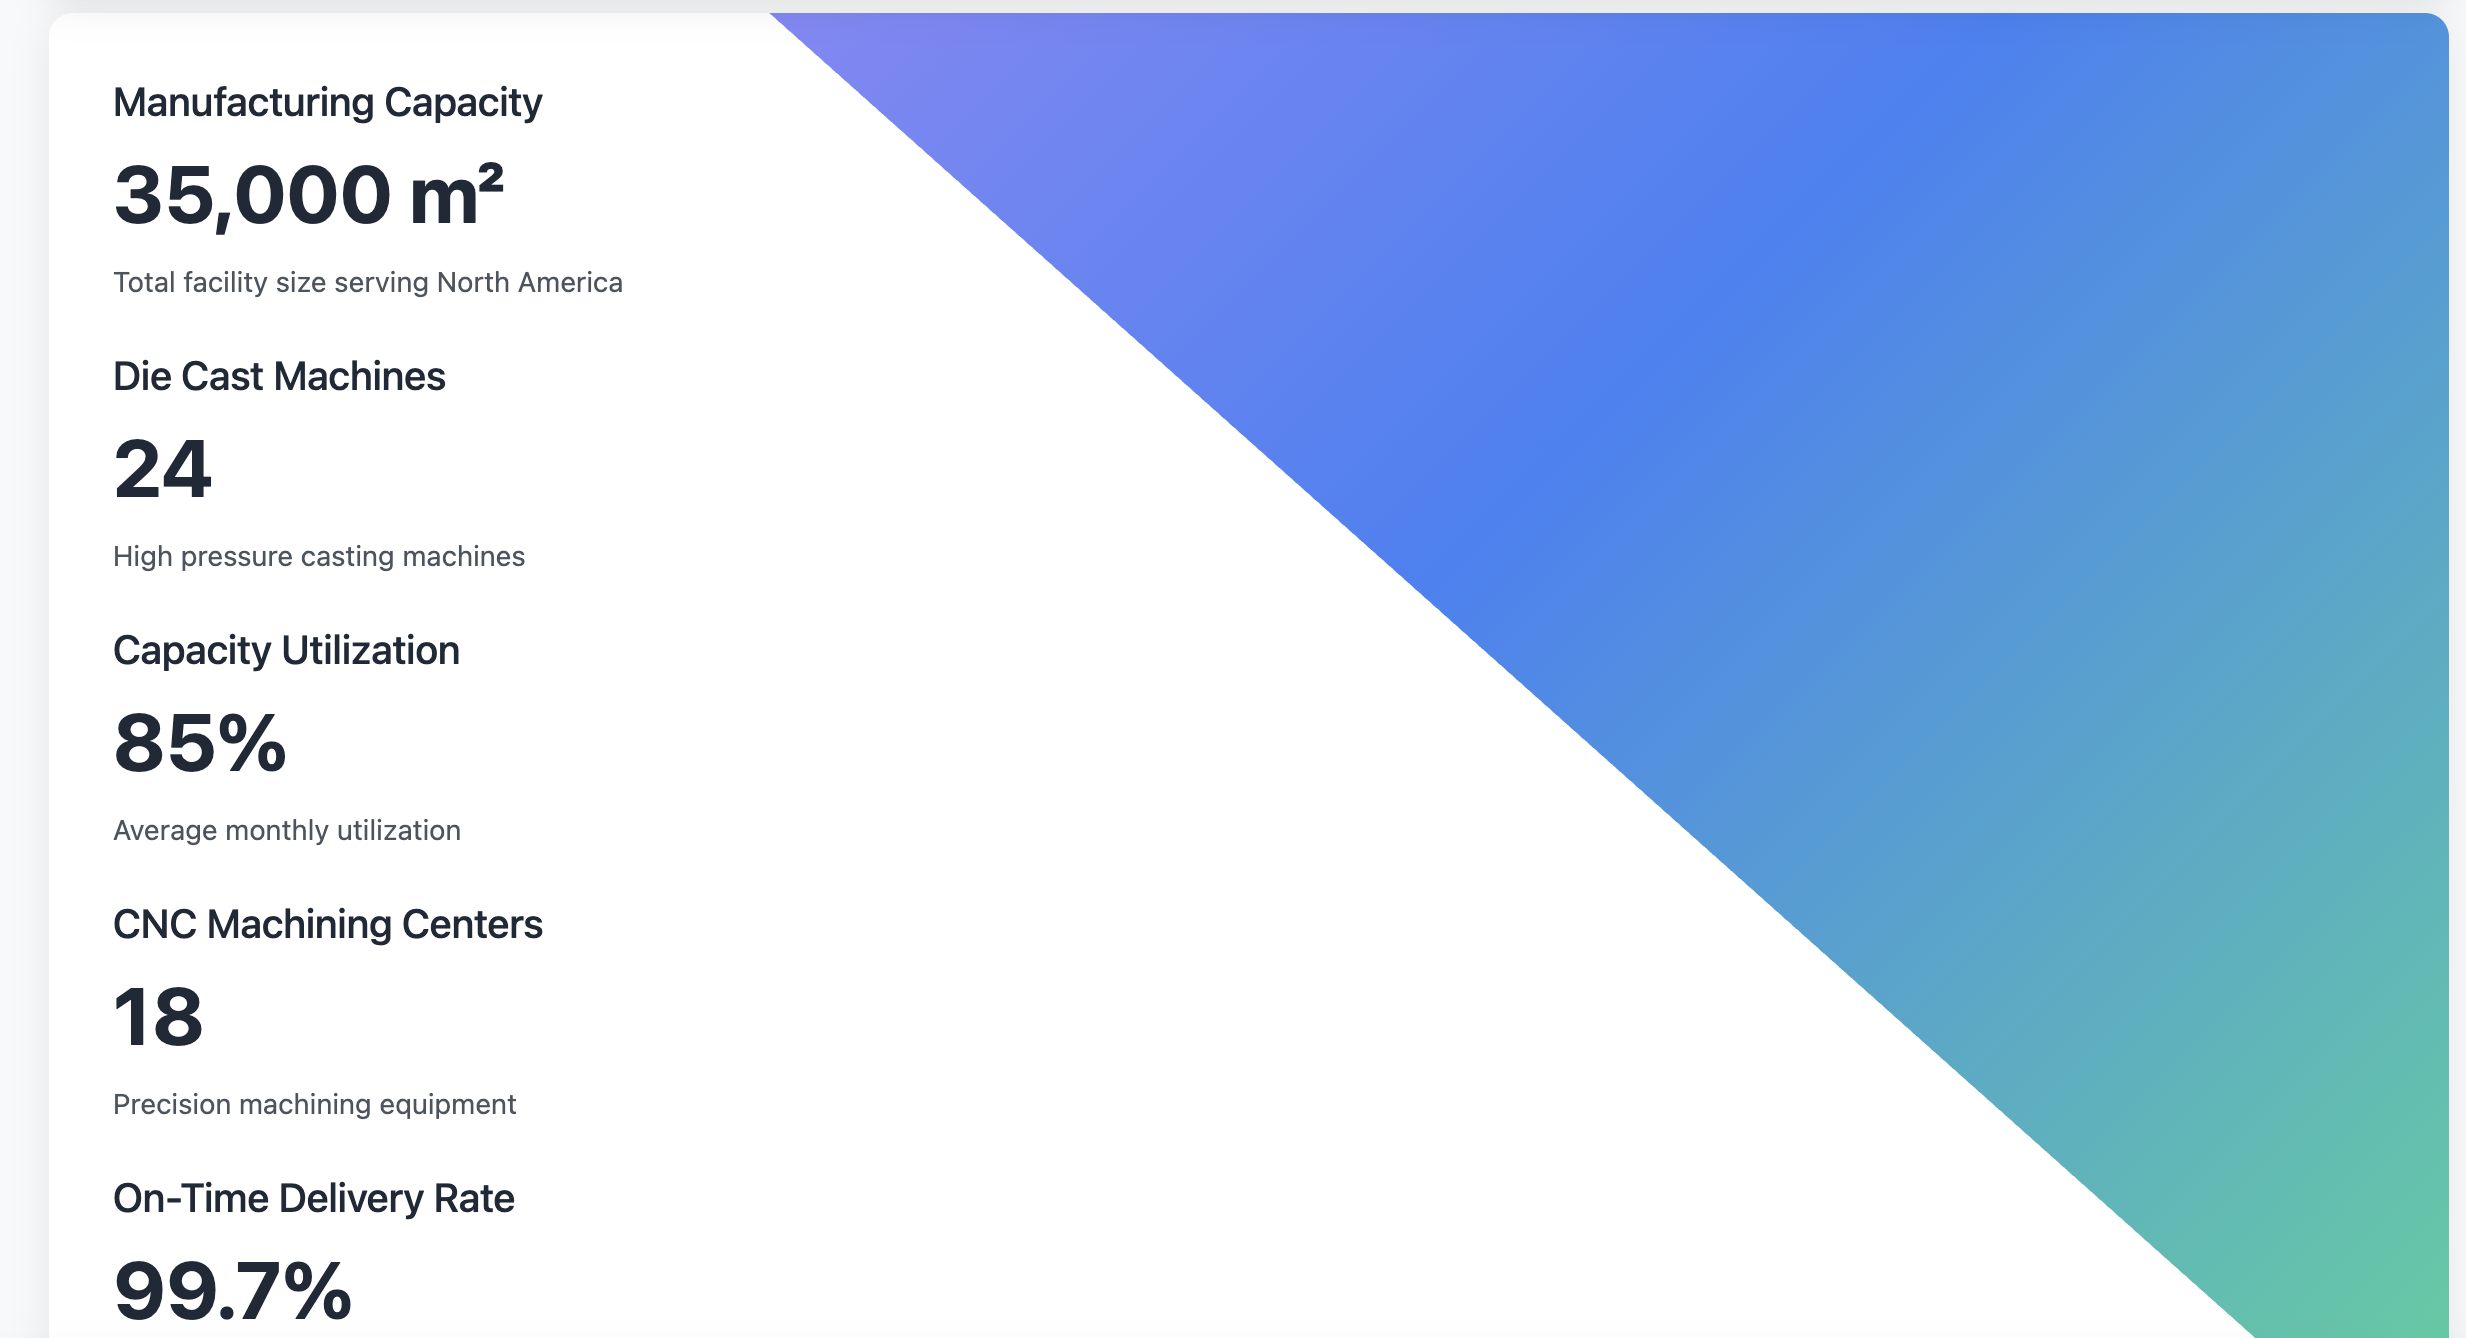 Manufacturing Capacity
35,000 m²
Total facility size serving North America
Die Cast Machines
24
High pressure casting machines
Capacity Utilization
85%
Average monthly utilization
CNC Machining Centers
18
Precision machining equipment
On-Time Delivery Rate
99.7%